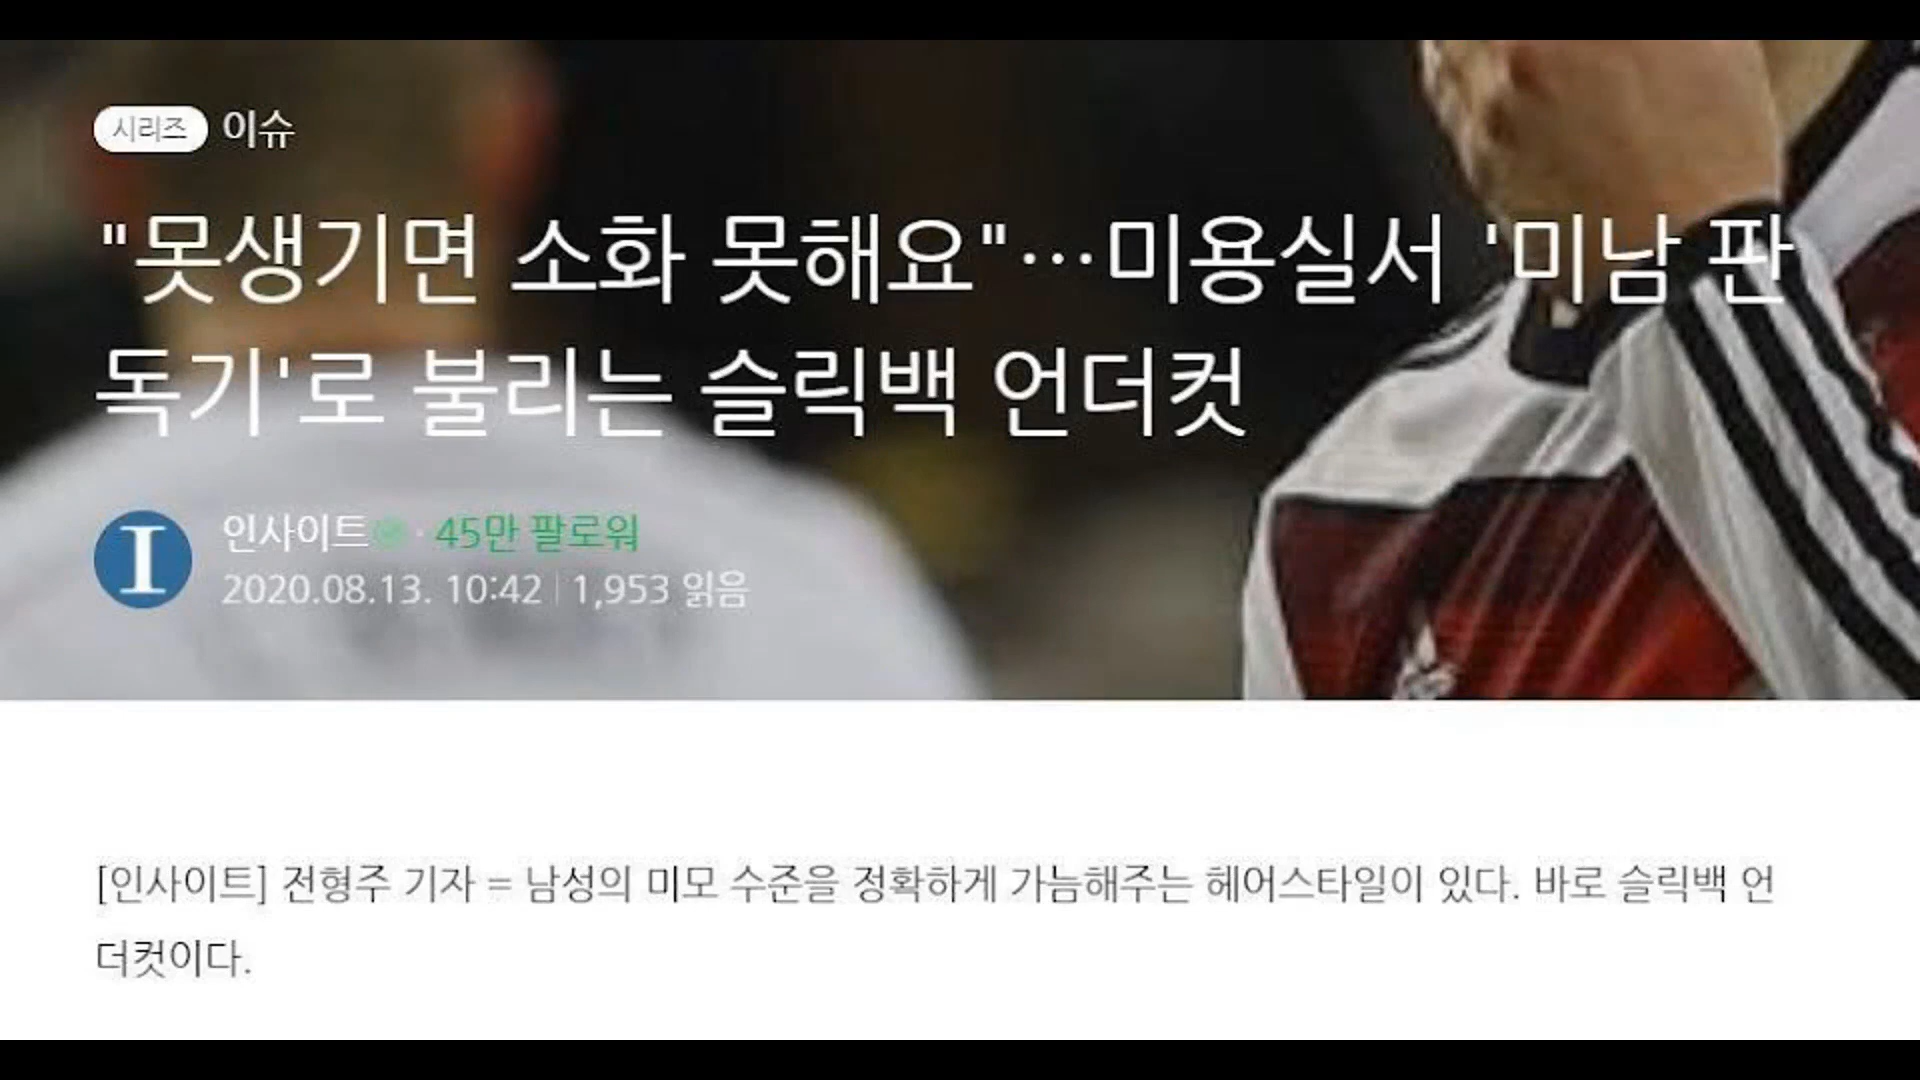 시리즈 이슈
"못생기면 소화 못해요"…미용실서 '미남 판
독기'로 불리는 슬릭백 언더컷
I
인사이트 · 45만 팔로워
2020.08.13. 10:42 | 1,953 읽음
[인사이트] 전형주 기자 = 남성의 미모 수준을 정확하게 가늠해주는 헤어스타일이 있다. 바로 슬릭백 언
더컷이다.